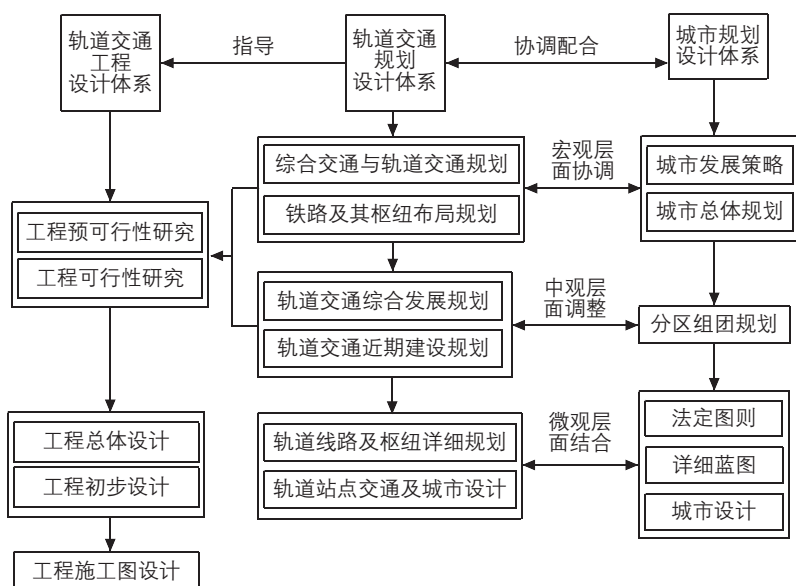 轨道交通
工程
设计体系
指导
轨道交通
规划
设计体系
协调配合
城市规划
设计体系
综合交通与轨道交通规划
铁路及其枢纽布局规划
宏观层
面协调
城市发展策略
城市总体规划
工程预可行性研究
工程可行性研究
轨道交通综合发展规划
轨道交通近期建设规划
中观层
面调整
分区组团规划
工程总体设计
工程初步设计
轨道线路及枢纽详细规划
轨道站点交通及城市设计
微观层
面结合
法定图则
详细蓝图
城市设计
工程施工图设计